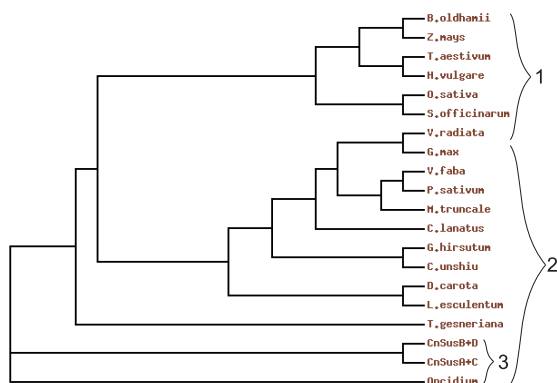 B.oldhamii
Z.mays
T.aestivum
H.vulgare
1
O.sativa
S.officinarum
V.radiata
G.max
V.faba
P.sativum
M.truncale
C.lanatus
G.hirsutum
2
C.unshiu
D.carota
L.esculentum
T.gesneriana
CnSusB+D
CnSusA+C
3
Oncidium